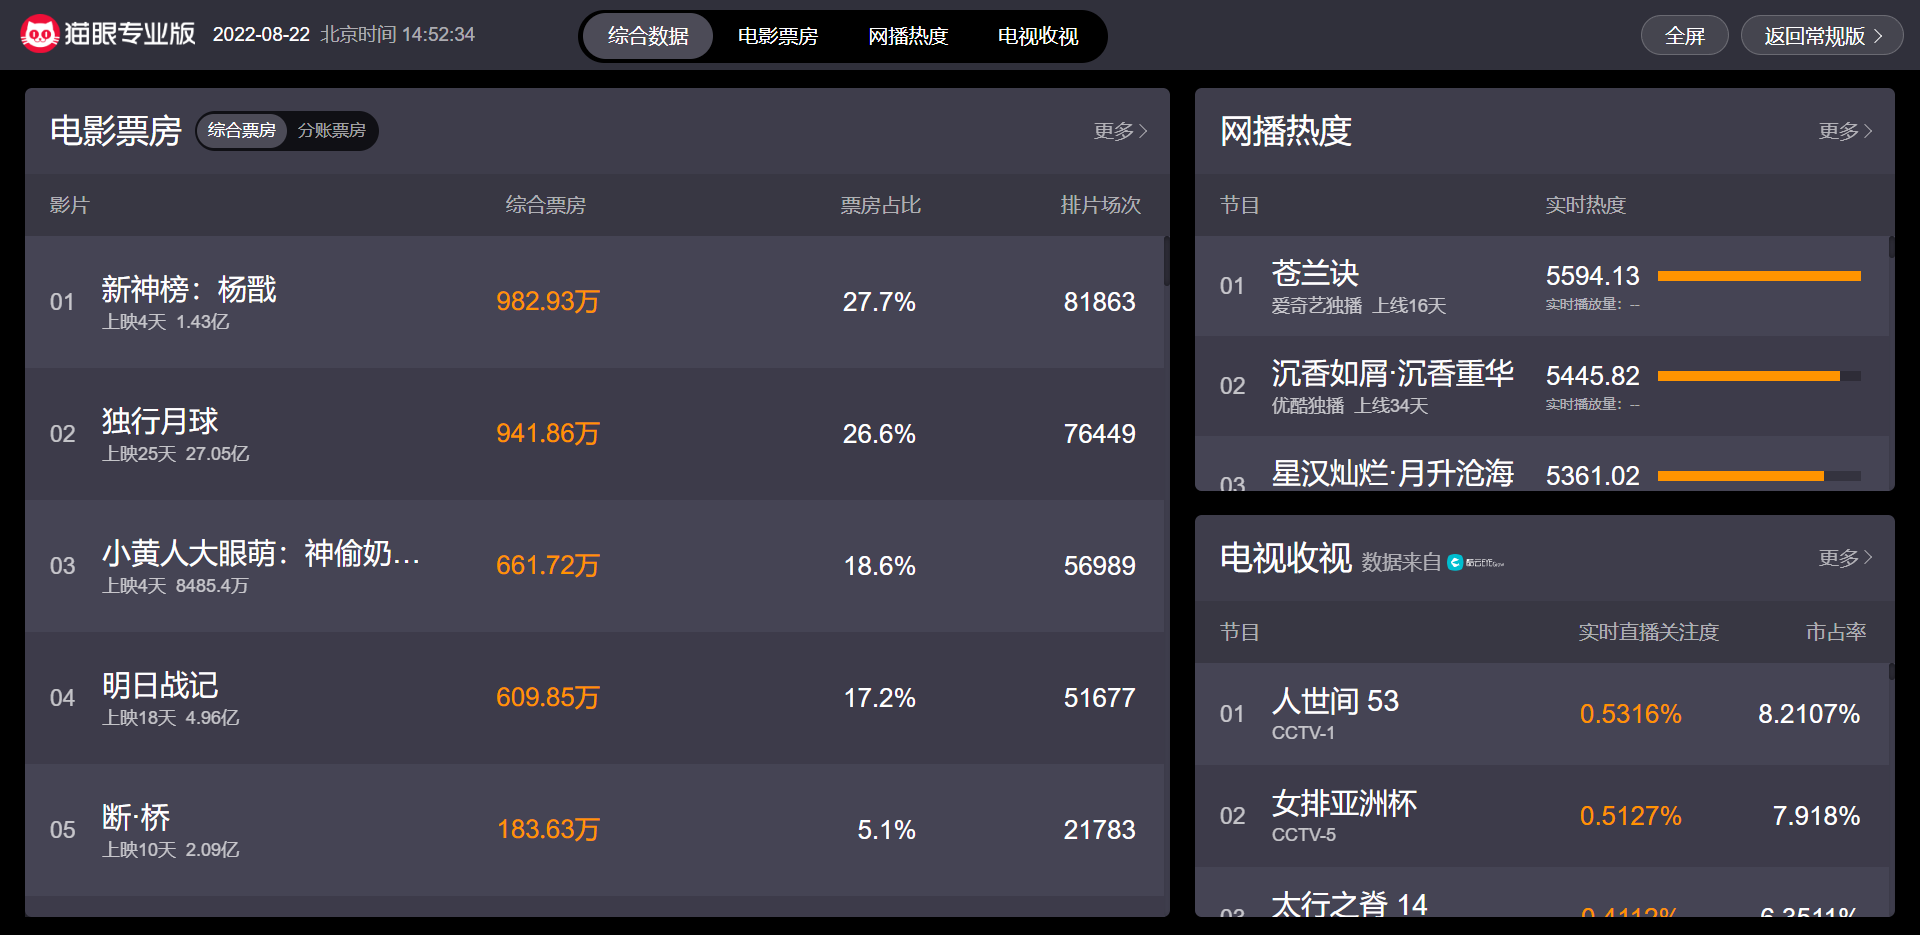 猫眼专业版 2022-08-22 北京时间 14:52:34 综合数据 电影票房 网播热度 电视收视 全屏 返回常规版
电影票房 综合票房 分账票房 更多
影片 综合票房 票房占比 排片场次
01 新神榜：杨戬 982.93万 27.7% 81863
上映4天 1.43亿
02 独行月球 941.86万 26.6% 76449
上映25天 27.05亿
03 小黄人大眼萌：神偷奶... 661.72万 18.6% 56989
上映4天 8485.4万
04 明日战记 609.85万 17.2% 51677
上映18天 4.96亿
05 断·桥 183.63万 5.1% 21783
上映10天 2.09亿
网播热度 更多
节目 实时热度
01 苍兰诀 5594.13
爱奇艺独播 上线16天 实时播放量：--
02 沉香如屑·沉香重华 5445.82
优酷独播 上线34天 实时播放量：--
03 星汉灿烂·月升沧海 5361.02
电视收视 数据来自 更多
节目 实时直播关注度 市占率
01 人世间 53 0.5316% 8.2107%
CCTV-1
02 女排亚洲杯 0.5127% 7.918%
CCTV-5
03 太行之脊 14 0.4112% 6.3511%